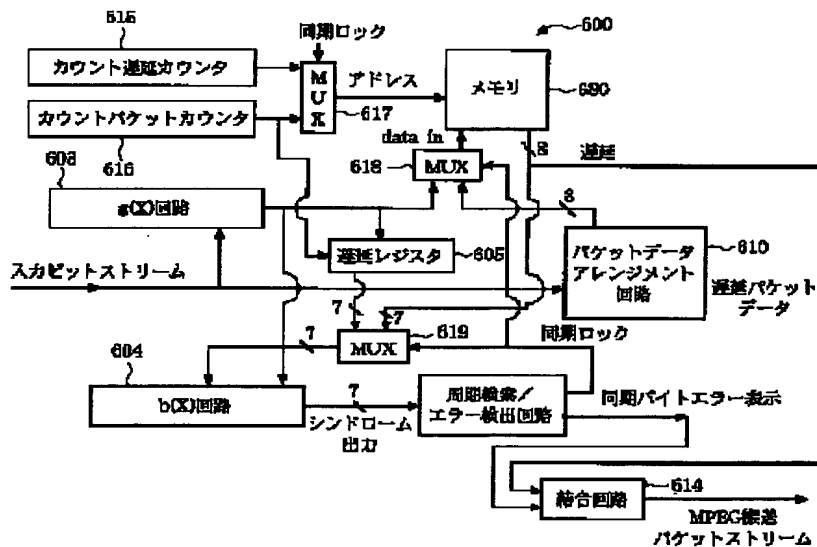 615
同期ロック
600
カウント遅延カウンタ
MUX
アドレス
メモリ
617
680
カウントパケットカウンタ
data in
8
遅延
616
618
MUX
603
8
g(X)回路
610
遅延レジスタ
605
パケットデータ
アレンジメント
回路
スカビットストリーム
遅延パケット
データ
7
7
619
7
MUX
同期ロック
604
b(X)回路
7
シンドローム
出力
周期検索/
エラー検出回路
同期バイトエラー表示
614
結合回路
MPEG転送
パケットストリーム